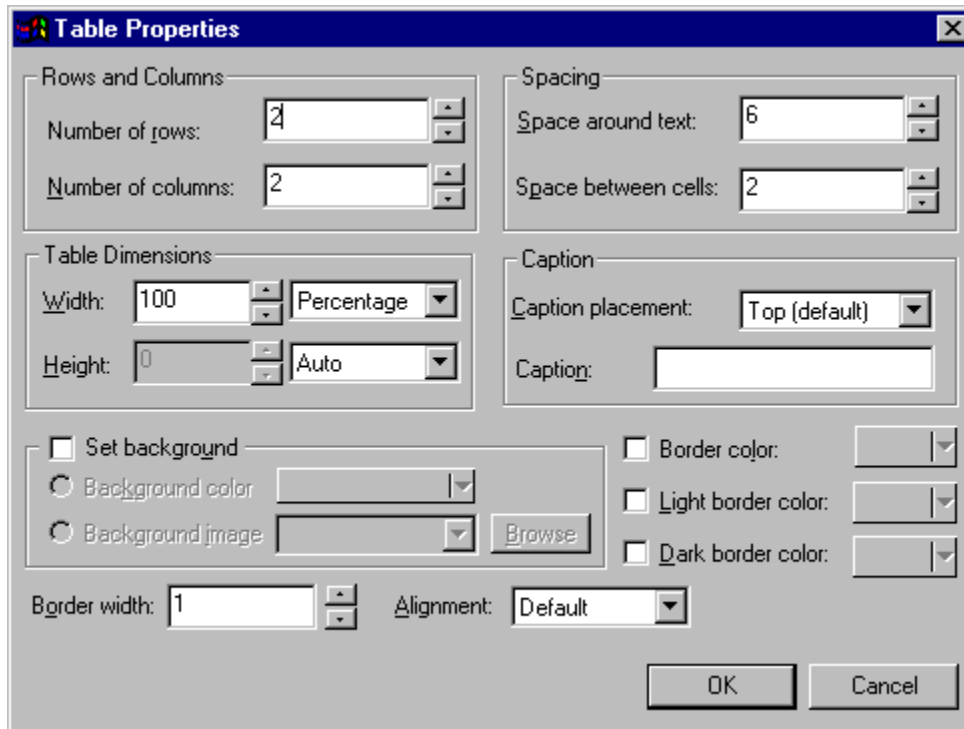 Table Properties
Rows and Columns
Number of rows: 2
Number of columns: 2
Spacing
Space around text: 6
Space between cells: 2
Table Dimensions
Width: 100 Percentage
Height: 0 Auto
Caption
Caption placement: Top (default)
Caption:
Set background
Background color
Background image Browse
Border color:
Light border color:
Dark border color:
Border width: 1 Alignment: Default
OK Cancel